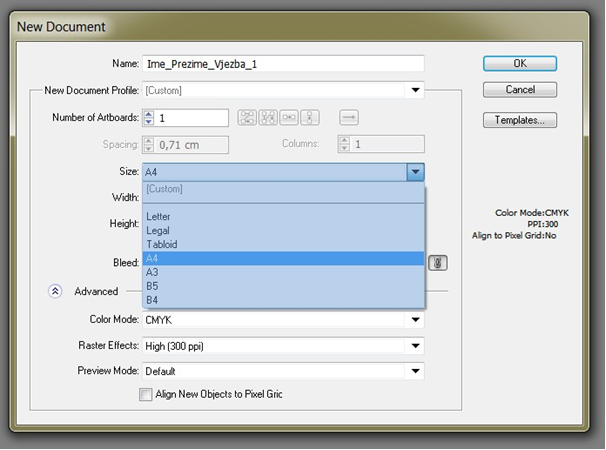 New Document
Name: Ime_Prezime_Vjezba_1
OK
New Document Profile: [Custom]
Cancel
Number of Artboards: 1
Templates...
Spacing: 0,71 cm Columns: 1
Size: A4
[Custom]
Width:
Letter
Color Mode:CMYK
Height:
Legal
PPI:300
Tabloid
Align to Pixel Grid:No
A4
Bleed:
A3
B5
Advanced
B4
Color Mode: CMYK
Raster Effects: High (300 ppi)
Preview Mode: Default
Align New Objects to Pixel Gric